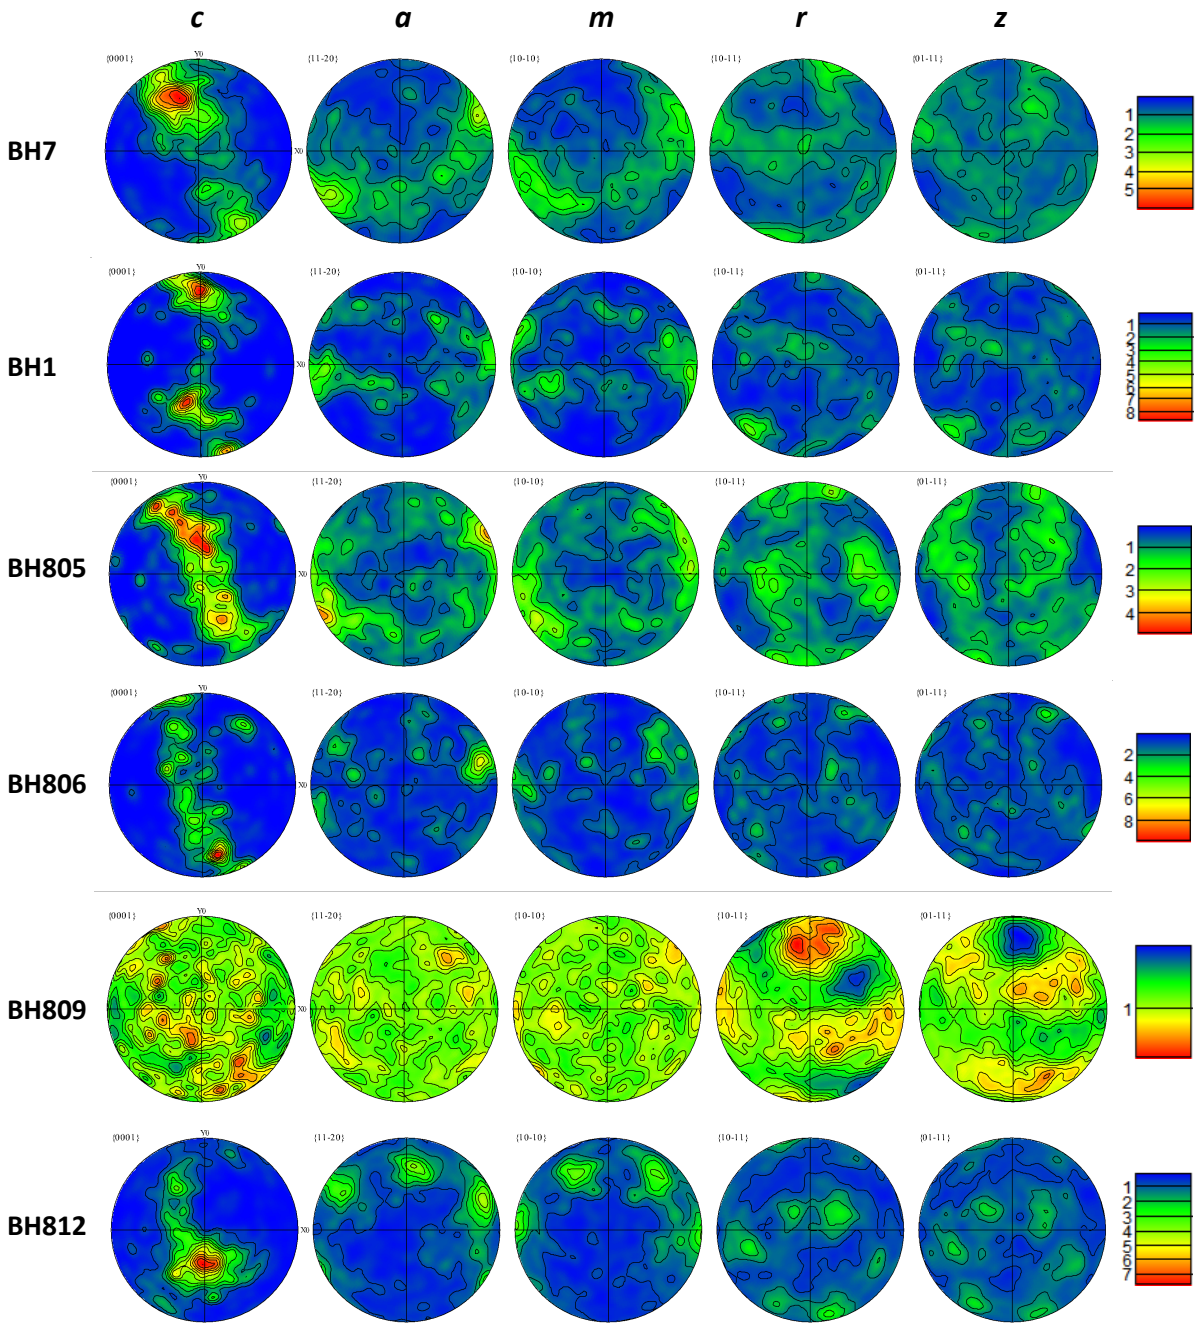 c a m r z
{0001} Y0 {11-20} {10-10} {10-11} {01-11}
BH7 X0 1 2 3 4 5
{0001} Y0 {11-20} {10-10} {10-11} {01-11}
BH1 X0 1 2 3 4 5 6 7 8
{0001} Y0 {11-20} {10-10} {10-11} {01-11}
BH805 X0 1 2 3 4
{0001} Y0 {11-20} {10-10} {10-11} {01-11}
BH806 X0 2 4 6 8
{0001} Y0 {11-20} {10-10} {10-11} {01-11}
BH809 X0 1
{0001} Y0 {11-20} {10-10} {10-11} {01-11}
BH812 X0 1 2 3 4 5 6 7